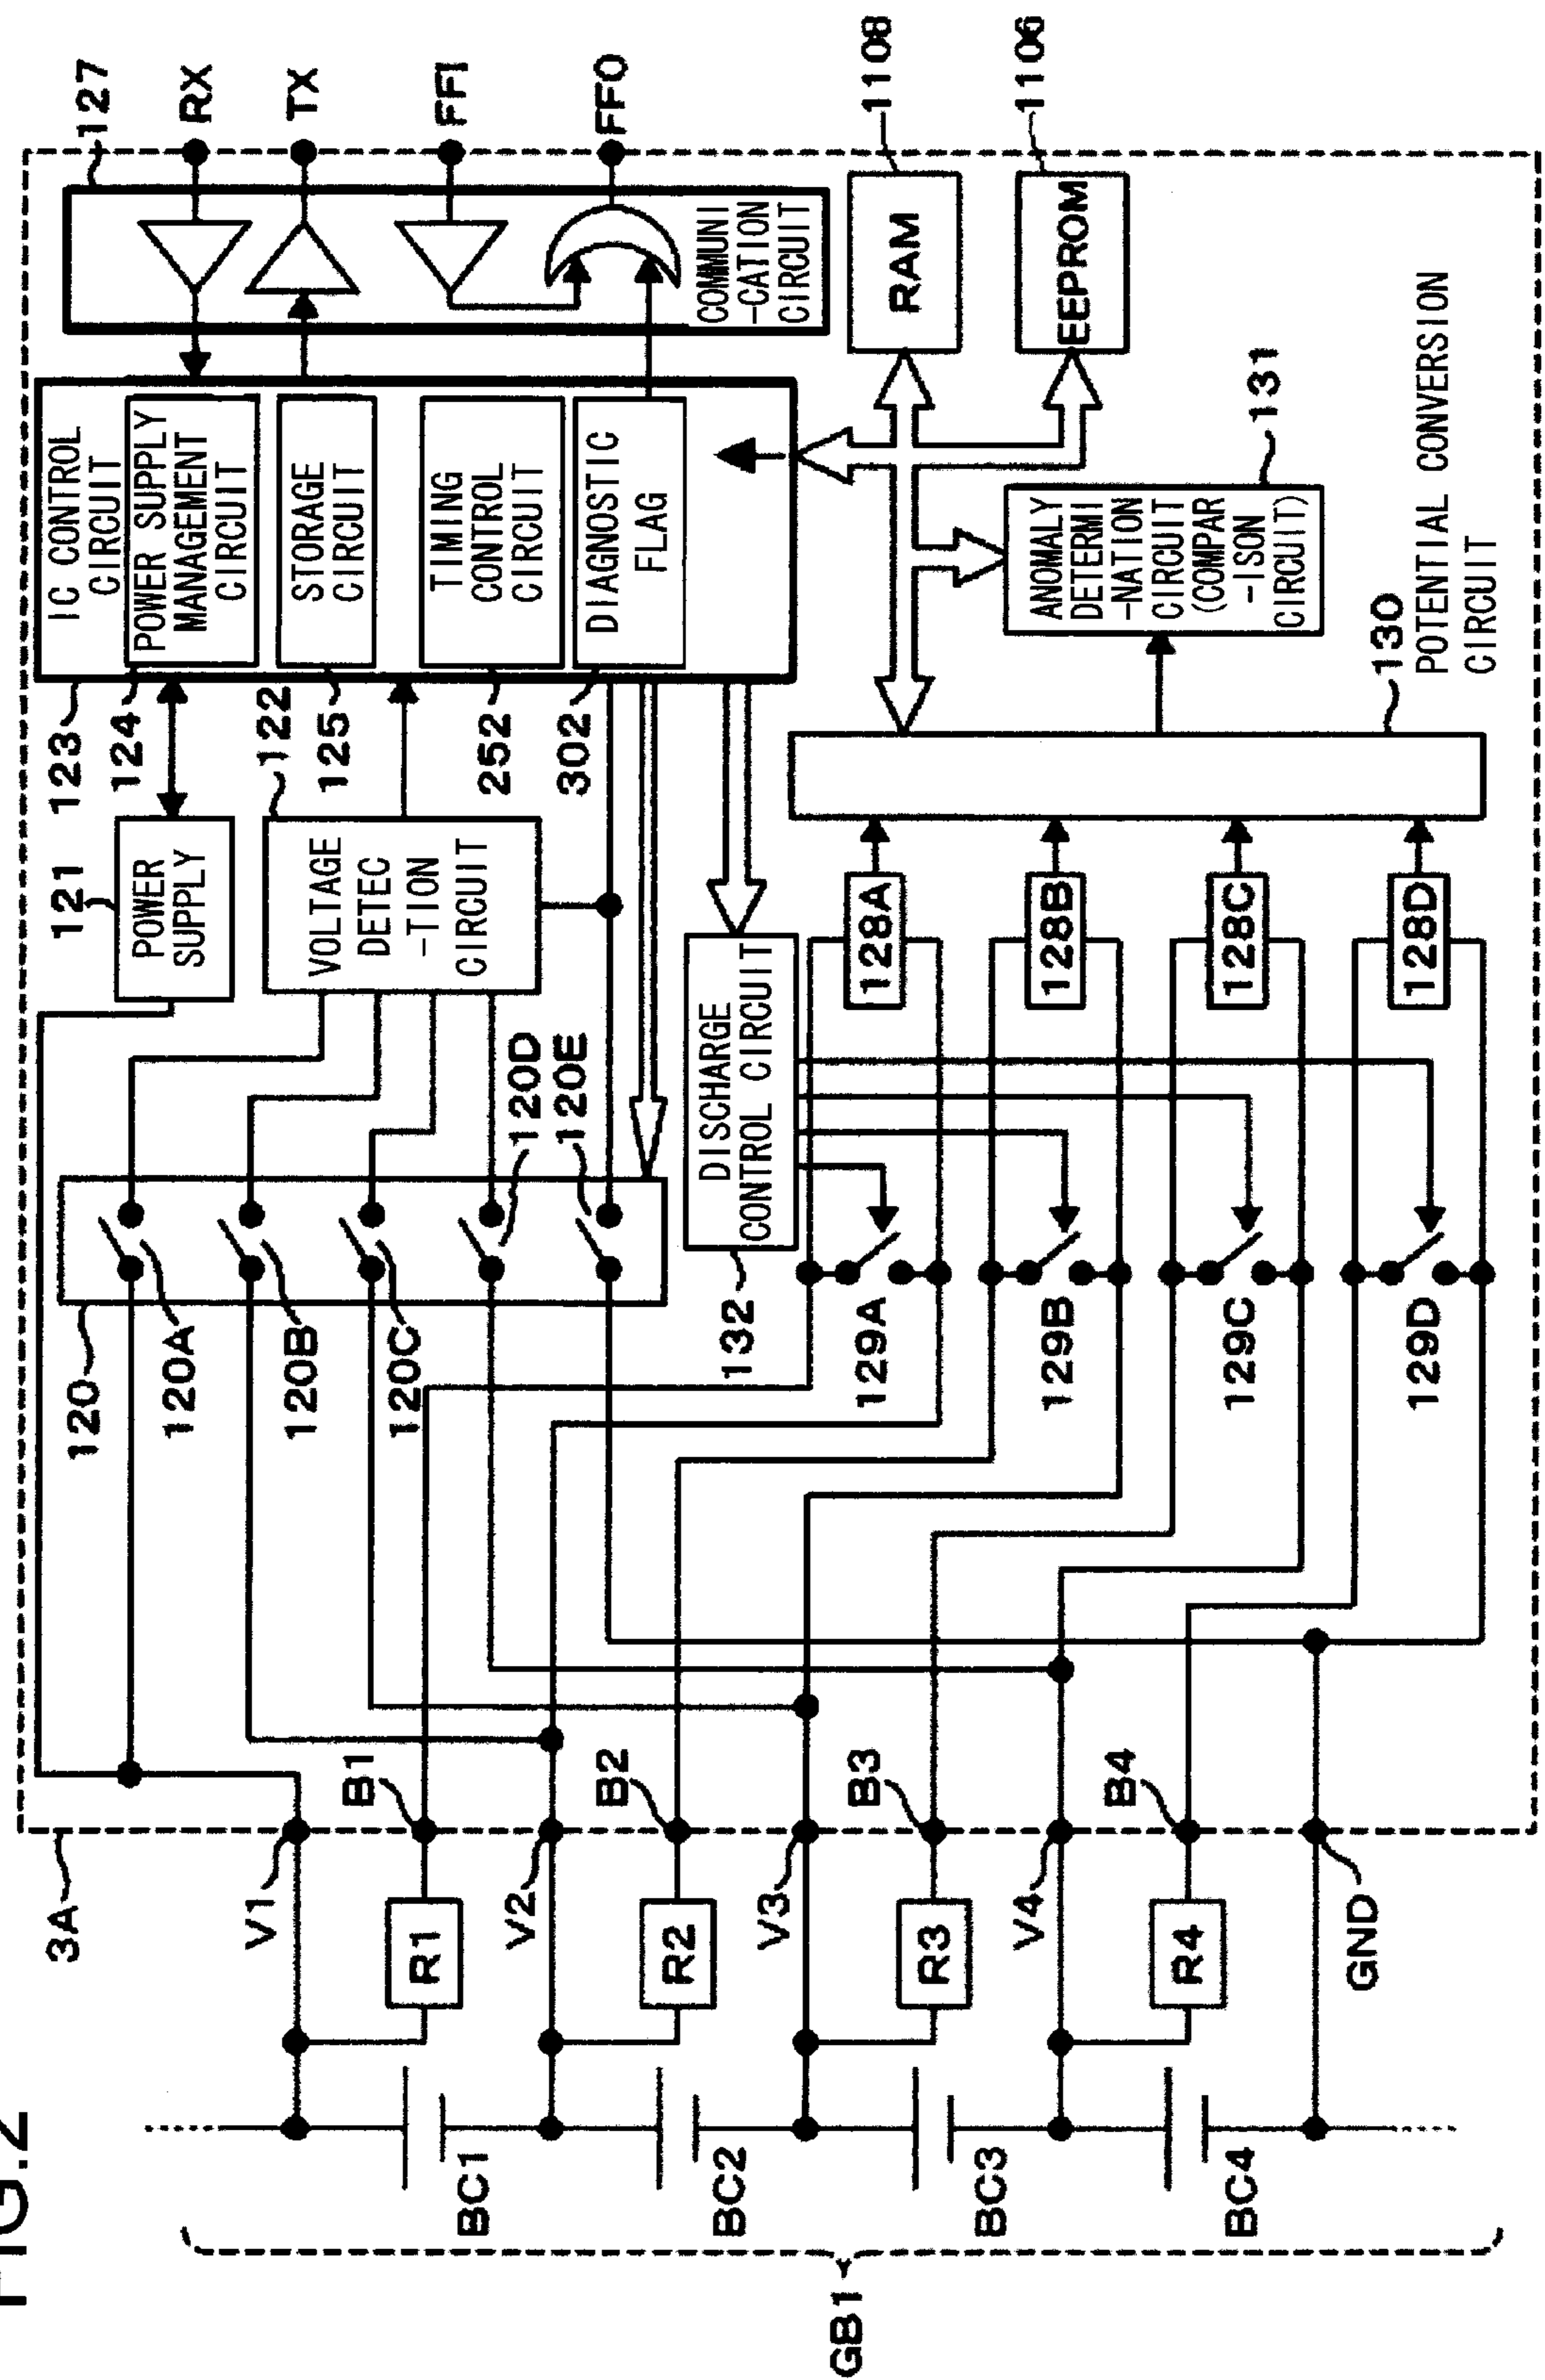 FIG.2
3A
120
120A
120B
120C
120D
120E
121
POWER
SUPPLY
122
VOLTAGE
DETEC
-TION
CIRCUIT
123
124
125
252
302
IC CONTROL
CIRCUIT
POWER SUPPLY
MANAGEMENT
CIRCUIT
STORAGE
CIRCUIT
TIMING
CONTROL
CIRCUIT
DIAGNOSTIC
FLAG
127
COMMUNI
-CATION
CIRCUIT
RX
TX
FFI
FFO
RAM
1108
EEPROM
1106
ANOMALY
DETERMI
-NATION
CIRCUIT
(COMPAR
-ISON
CIRCUIT)
131
130
POTENTIAL CONVERSION
CIRCUIT
DISCHARGE
CONTROL CIRCUIT
132
128A
128B
128C
128D
129A
129B
129C
129D
V1
B1
V2
B2
V3
B3
V4
B4
GND
R1
R2
R3
R4
BC1
BC2
BC3
BC4
GB1